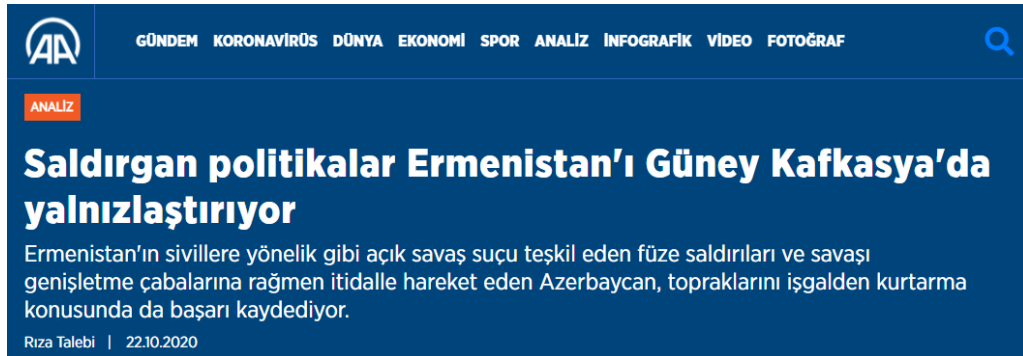 AA
GÜNDEM KORONAVİRÜS DÜNYA EKONOMİ SPOR ANALİZ İNFOGRAFİK VİDEO FOTOĞRAF
ANALİZ
Saldırgan politikalar Ermenistan'ı Güney Kafkasya'da
yalnızlaştırıyor
Ermenistan'ın sivillere yönelik gibi açık savaş suçu teşkil eden füze saldırıları ve savaşı
genişletme çabalarına rağmen itidalle hareket eden Azerbaycan, topraklarını işgalden kurtarma
konusunda da başarı kaydediyor.
Rıza Talebi | 22.10.2020